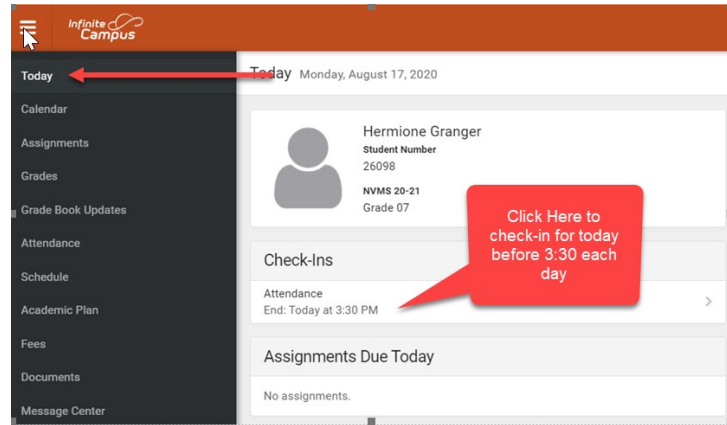 Infinite
Campus
Today
Calendar
Assignments
Grades
Grade Book Updates
Attendance
Schedule
Academic Plan
Fees
Documents
Message Center
Today Monday, August 17, 2020
Hermione Granger
Student Number
26098
NVMS 20-21
Grade 07
Check-Ins
Attendance
End: Today at 3:30 PM
Click Here to
check-in for today
before 3:30 each
day
Assignments Due Today
No assignments.